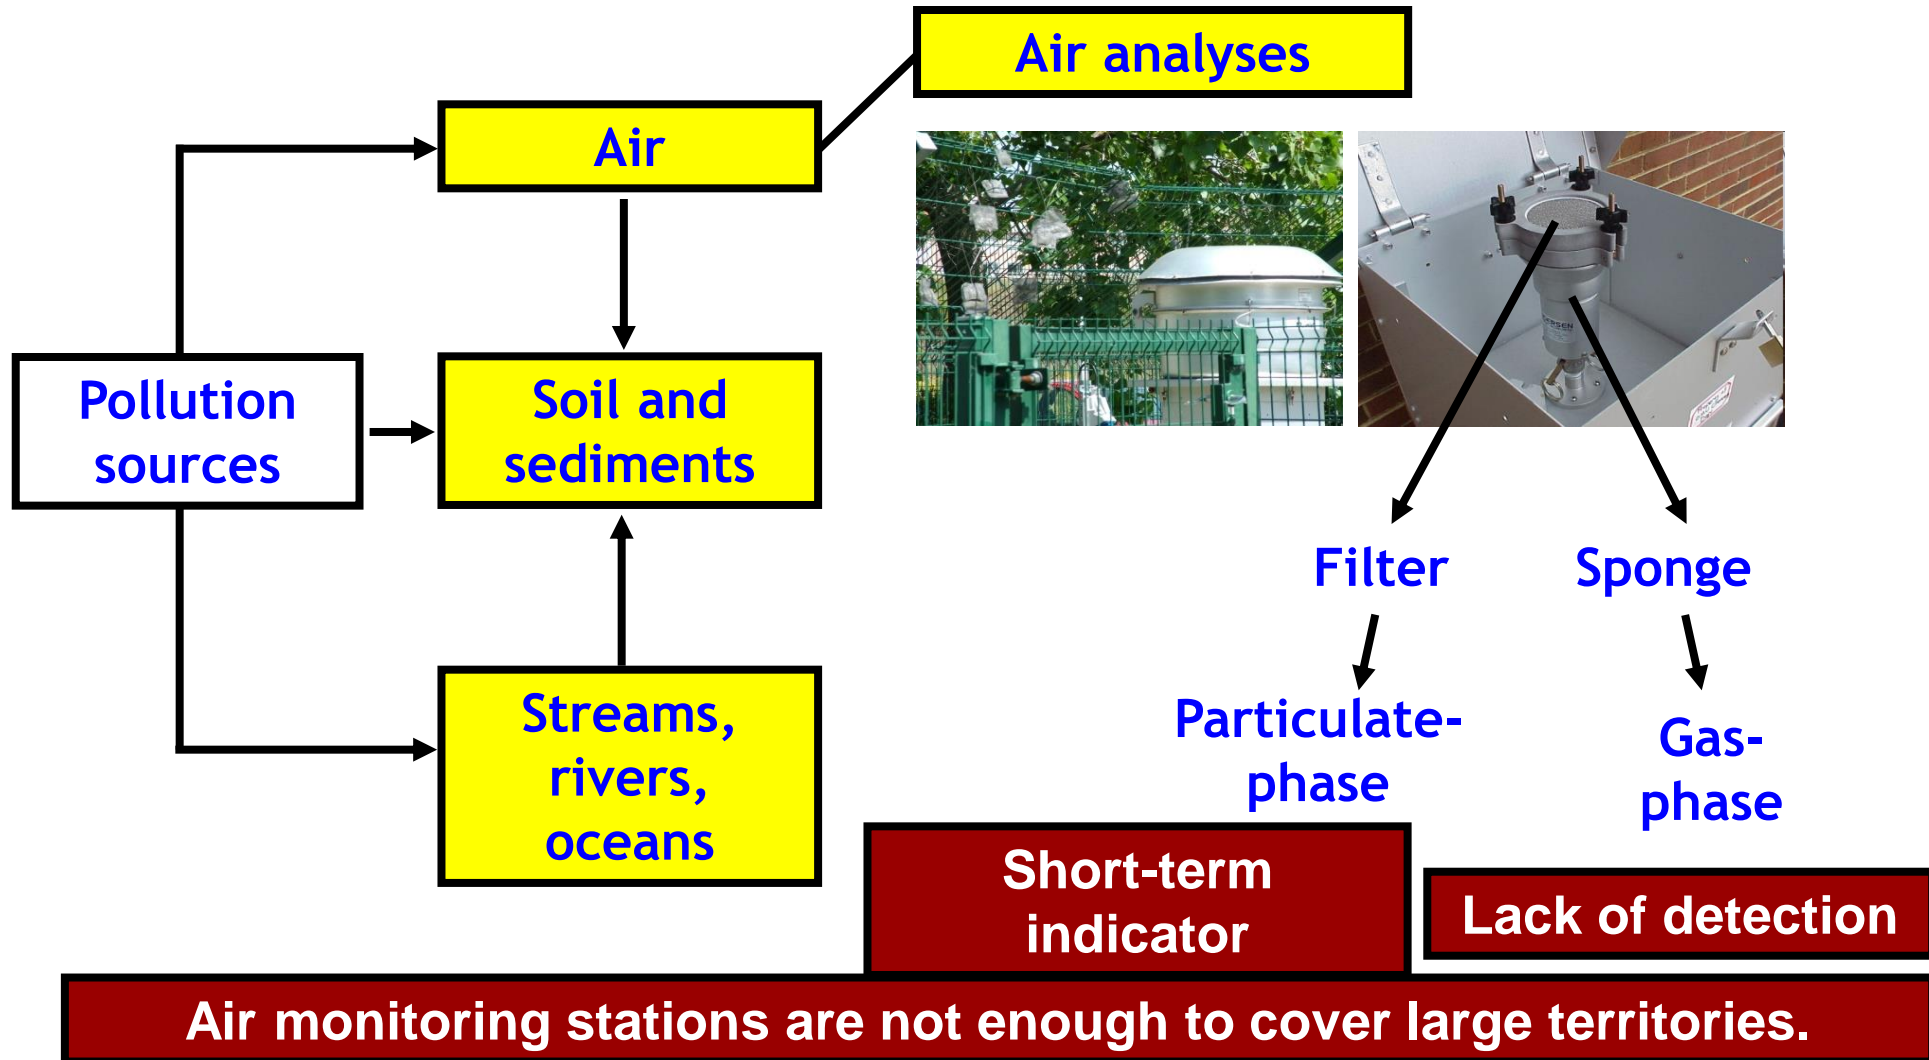 Air analyses
Air
Pollution
sources
Soil and
sediments
Streams,
rivers,
oceans
Filter
Sponge
Particulate-
phase
Gas-
phase
Short-term
indicator
Lack of detection
Air monitoring stations are not enough to cover large territories.